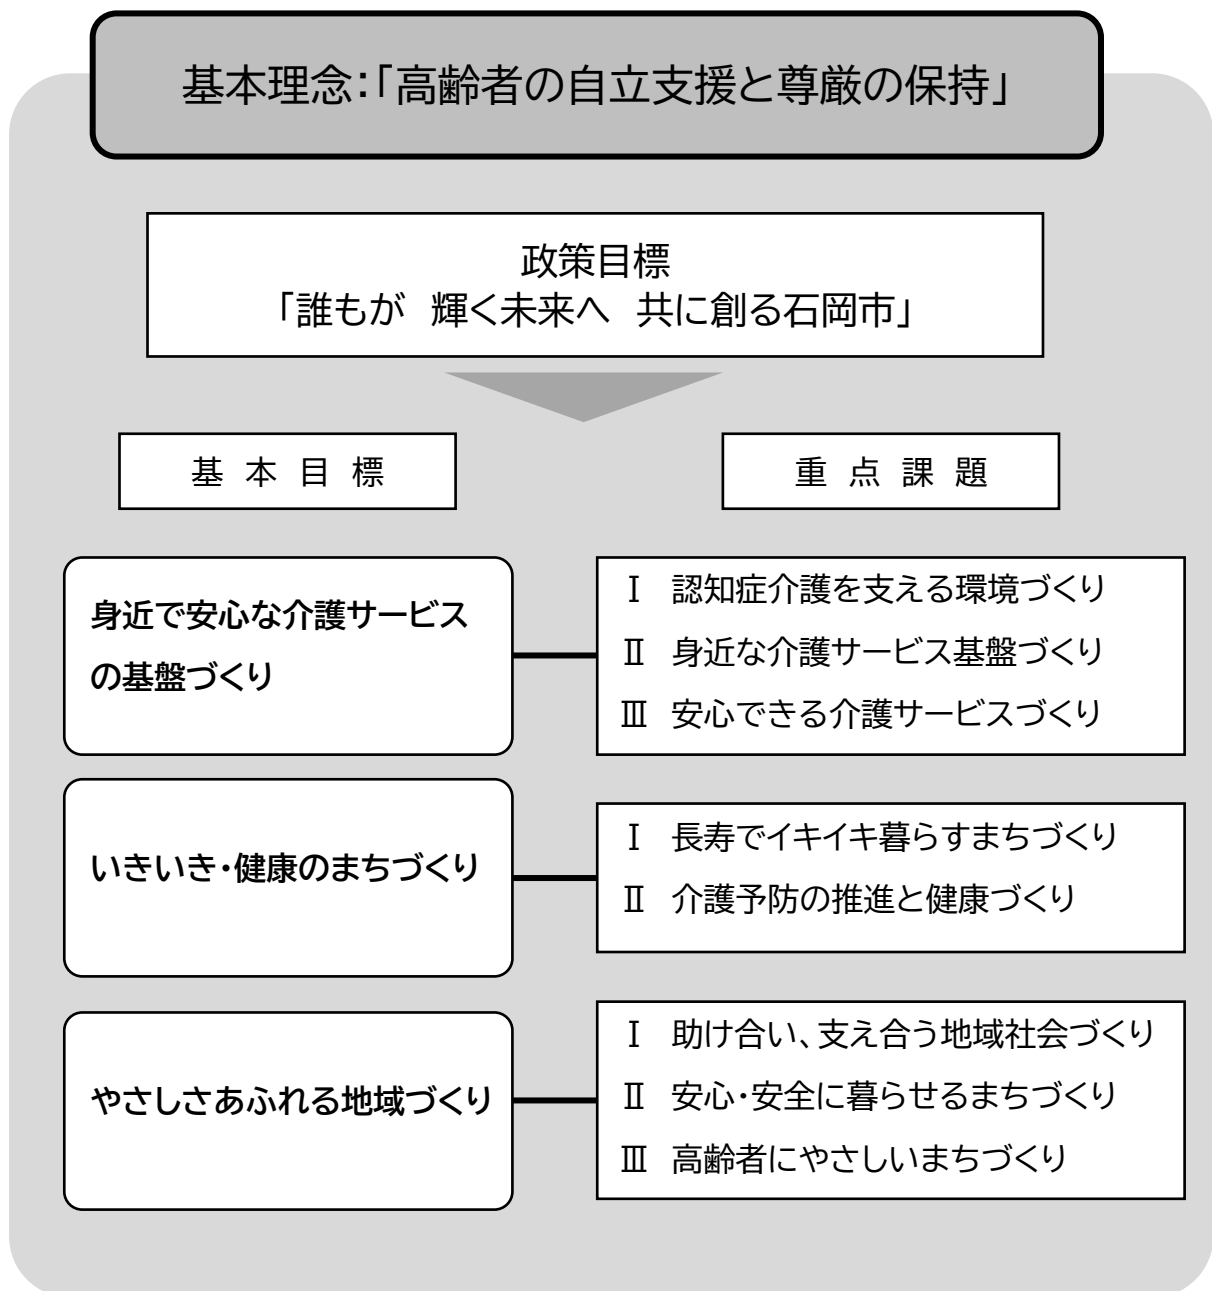 基本理念:「高齢者の自立支援と尊厳の保持」
政策目標
「誰もが　輝く未来へ　共に創る石岡市」
基 本 目 標
重 点 課 題
身近で安心な介護サービス
の基盤づくり
Ⅰ　認知症介護を支える環境づくり
Ⅱ　身近な介護サービス基盤づくり
Ⅲ　安心できる介護サービスづくり
いきいき・健康のまちづくり
Ⅰ　長寿でイキイキ暮らすまちづくり
Ⅱ　介護予防の推進と健康づくり
やさしさあふれる地域づくり
Ⅰ　助け合い、支え合う地域社会づくり
Ⅱ　安心・安全に暮らせるまちづくり
Ⅲ　高齢者にやさしいまちづくり